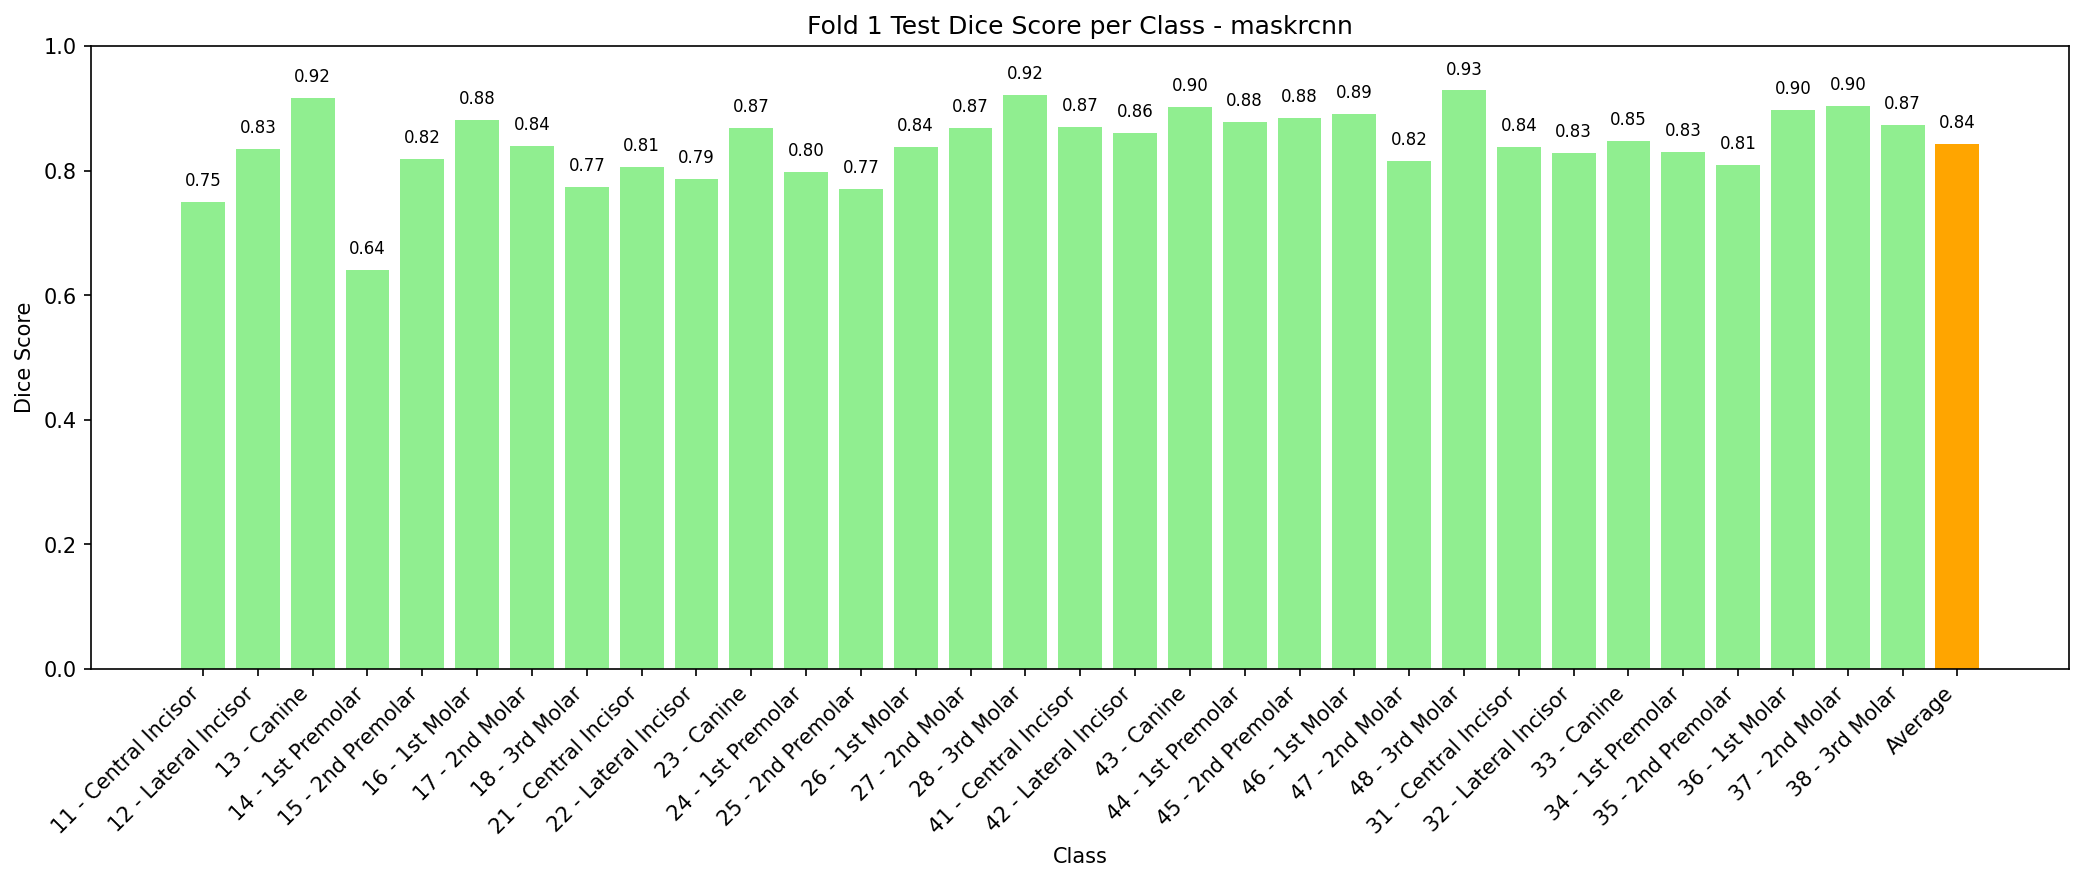 Fold 1 Test Dice Score per Class - maskrcnn
Dice Score
1.0
0.8
0.6
0.4
0.2
0.0
0.75
0.83
0.92
0.64
0.82
0.88
0.84
0.77
0.81
0.79
0.87
0.80
0.77
0.84
0.87
0.92
0.87
0.86
0.90
0.88
0.88
0.89
0.82
0.93
0.84
0.83
0.85
0.83
0.81
0.90
0.90
0.87
0.84
11 - Central Incisor
12 - Lateral Incisor
13 - Canine
14 - 1st Premolar
15 - 2nd Premolar
16 - 1st Molar
17 - 2nd Molar
18 - 3rd Molar
21 - Central Incisor
22 - Lateral Incisor
23 - Canine
24 - 1st Premolar
25 - 2nd Premolar
26 - 1st Molar
27 - 2nd Molar
28 - 3rd Molar
41 - Central Incisor
42 - Lateral Incisor
43 - Canine
44 - 1st Premolar
45 - 2nd Premolar
46 - 1st Molar
47 - 2nd Molar
48 - 3rd Molar
31 - Central Incisor
32 - Lateral Incisor
33 - Canine
34 - 1st Premolar
35 - 2nd Premolar
36 - 1st Molar
37 - 2nd Molar
38 - 3rd Molar
Average
Class